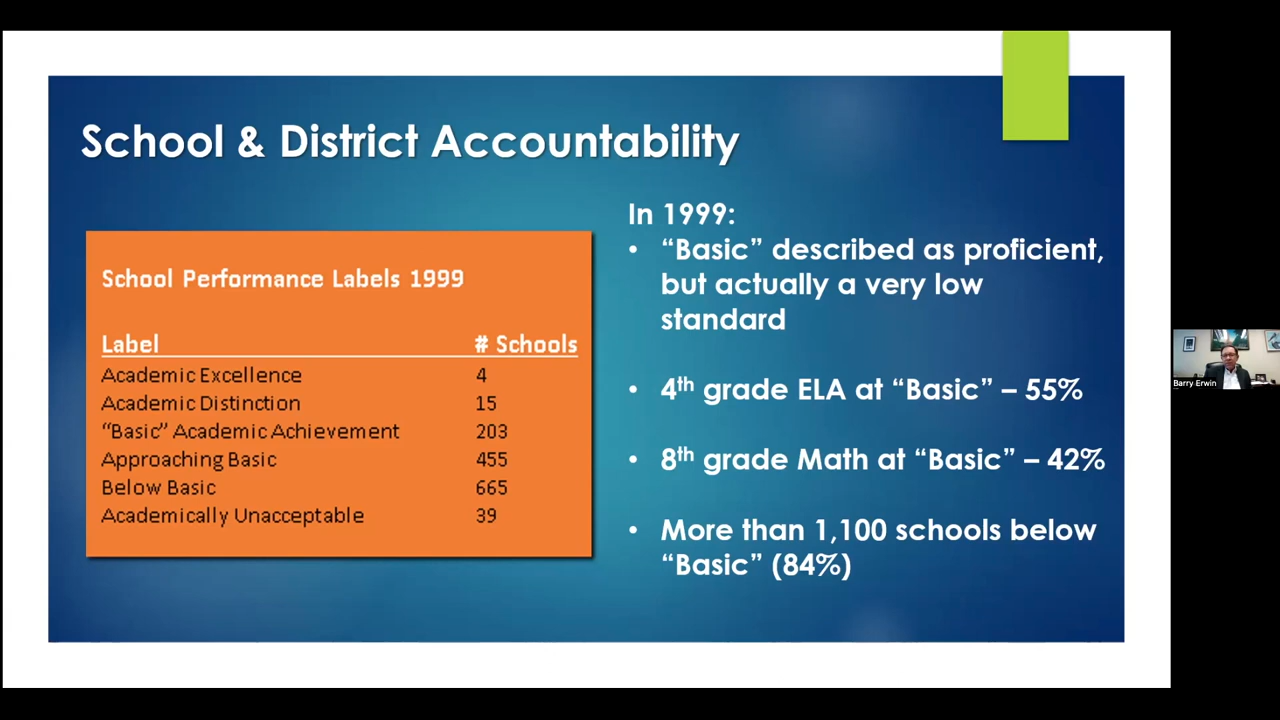 School & District Accountability
School Performance Labels 1999
Label # Schools
Academic Excellence 4
Academic Distinction 15
“Basic” Academic Achievement 203
Approaching Basic 455
Below Basic 665
Academically Unacceptable 39
In 1999:
• “Basic” described as proficient,
but actually a very low
standard
• 4th grade ELA at “Basic” – 55%
• 8th grade Math at “Basic” – 42%
• More than 1,100 schools below
“Basic” (84%)
Barry Erwin